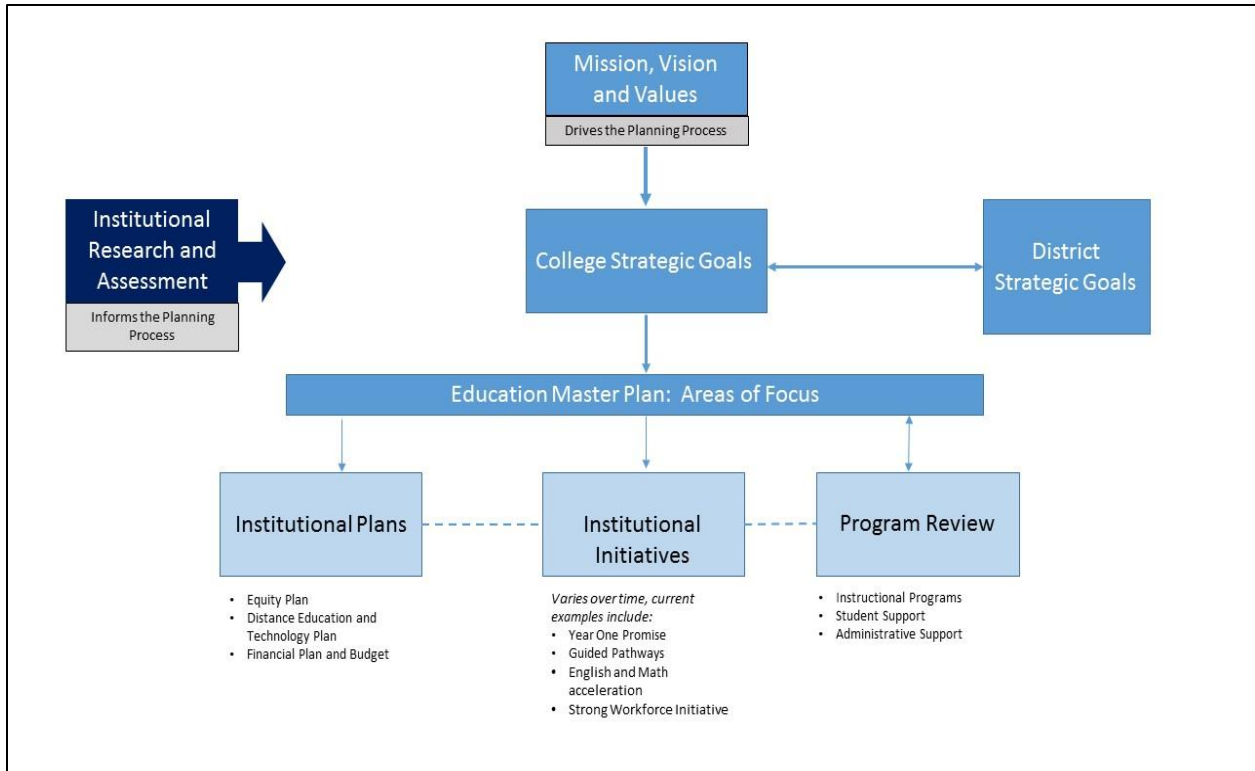 Mission, Vision
and Values
Drives the Planning Process
Institutional
Research and
Assessment
Informs the Planning
Process
College Strategic Goals
District
Strategic Goals
Education Master Plan: Areas of Focus
Institutional Plans
Institutional
Initiatives
Program Review
• Equity Plan
• Distance Education and
Technology Plan
• Financial Plan and Budget
Varies over time, current
examples include:
• Year One Promise
• Guided Pathways
• English and Math
acceleration
• Strong Workforce Initiative
• Instructional Programs
• Student Support
• Administrative Support